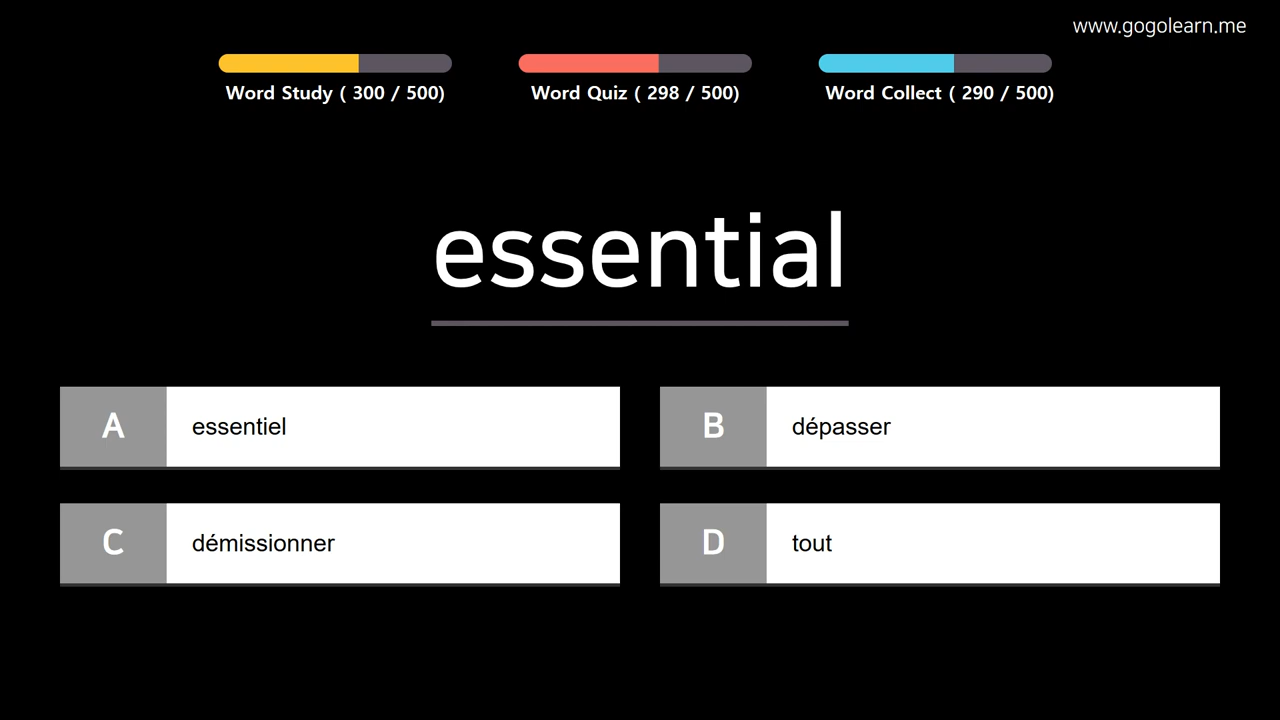 www.gogolearn.me
Word Study ( 300 / 500)
Word Quiz ( 298 / 500)
Word Collect ( 290 / 500)
essential
A essentiel
B dépasser
C démissionner
D tout